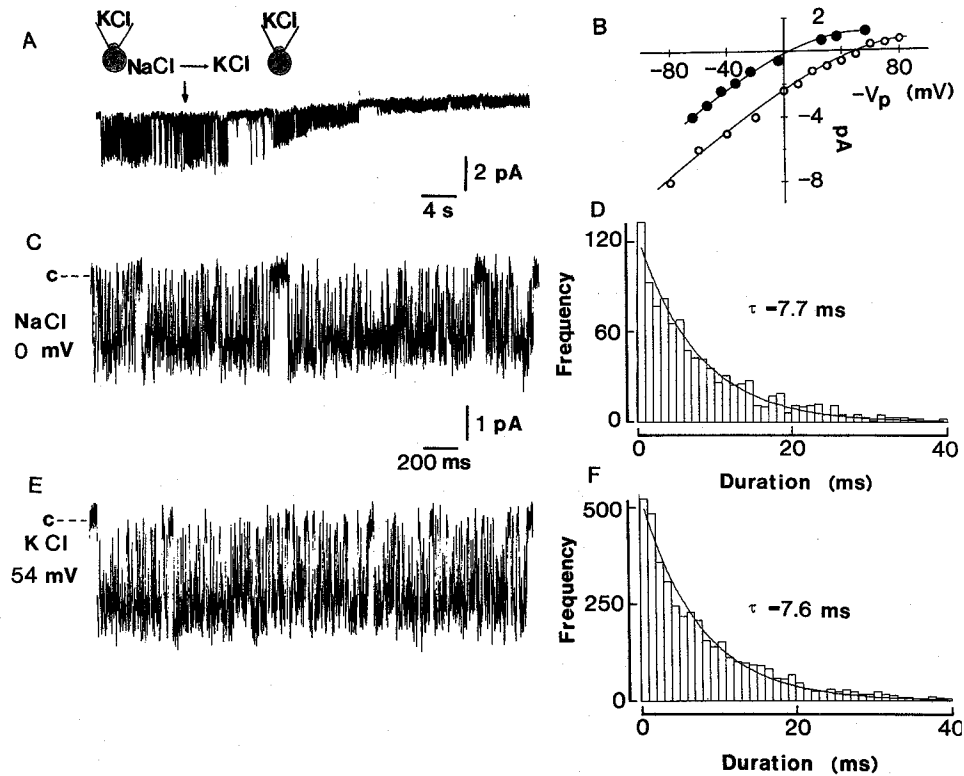 A
KCl
KCl
NaCl → KCl
2 pA
4 s
B
2
-80
-40
80
-Vp (mV)
-4
pA
-8
C
c
NaCl
0 mV
1 pA
200 ms
D
120
60
0
Frequency
τ =7.7 ms
20
40
Duration (ms)
E
c
KCl
54 mV
F
500
250
0
Frequency
τ =7.6 ms
0
20
40
Duration (ms)